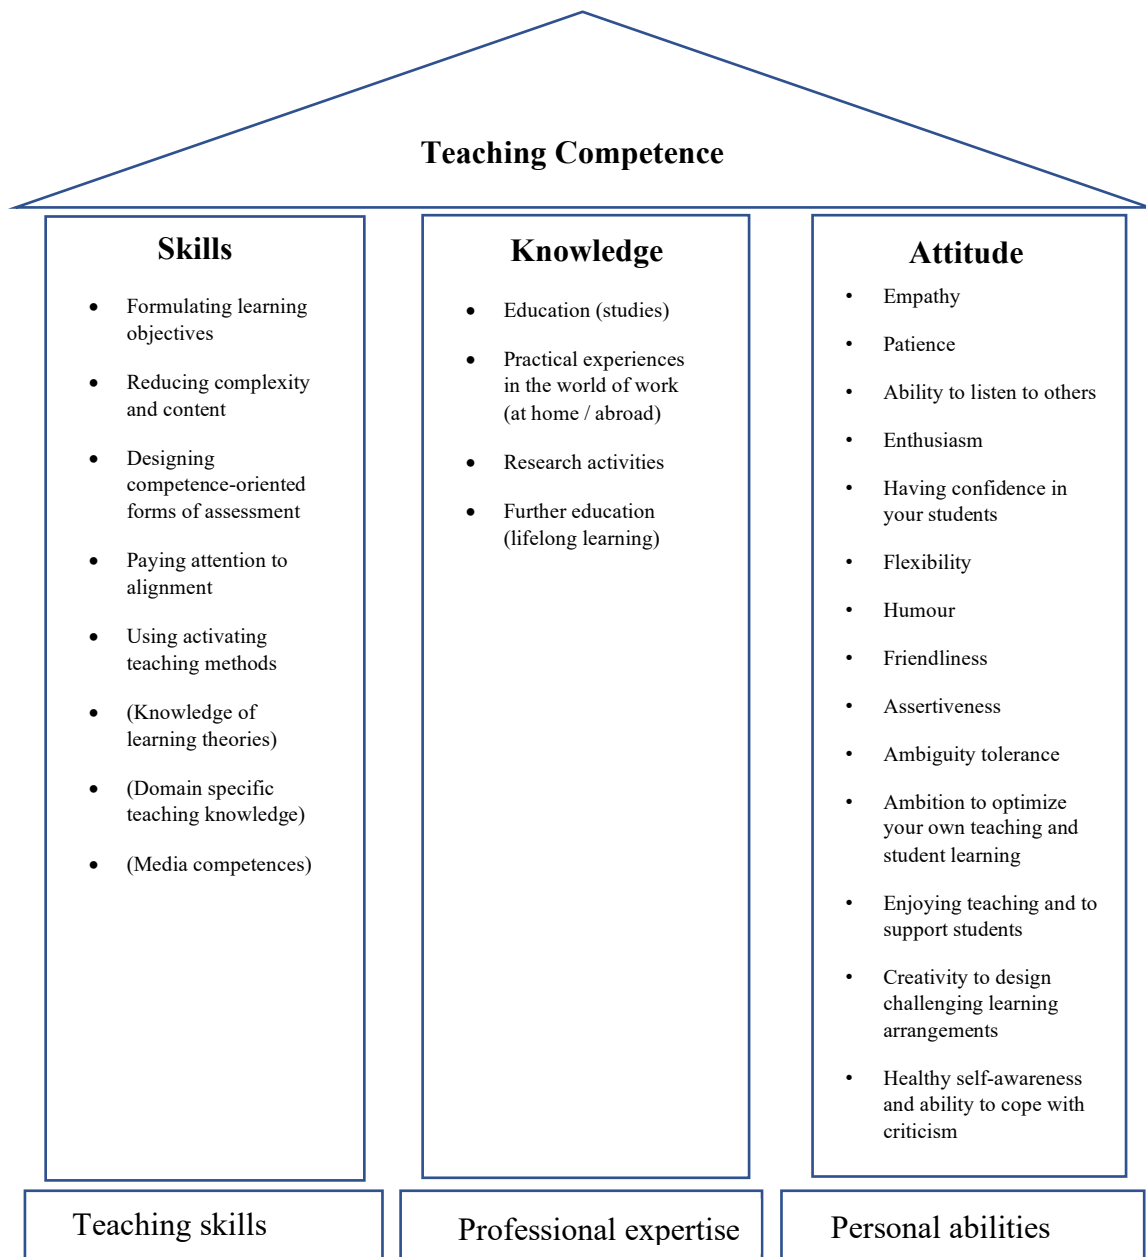 Teaching Competence
Skills
• Formulating learning
objectives
• Reducing complexity
and content
• Designing
competence-oriented
forms of assessment
• Paying attention to
alignment
• Using activating
teaching methods
• (Knowledge of
learning theories)
• (Domain specific
teaching knowledge)
• (Media competences)
Knowledge
• Education (studies)
• Practical experiences
in the world of work
(at home / abroad)
• Research activities
• Further education
(lifelong learning)
Attitude
• Empathy
• Patience
• Ability to listen to others
• Enthusiasm
• Having confidence in
your students
• Flexibility
• Humour
• Friendliness
• Assertiveness
• Ambiguity tolerance
• Ambition to optimize
your own teaching and
student learning
• Enjoying teaching and to
support students
• Creativity to design
challenging learning
arrangements
• Healthy self-awareness
and ability to cope with
criticism
Teaching skills
Professional expertise
Personal abilities